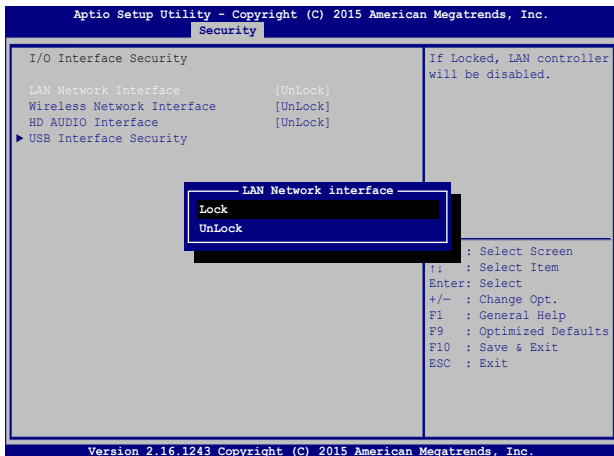 Aptio Setup Utility - Copyright (C) 2015 American Megatrends, Inc.
Security
I/O Interface Security
LAN Network Interface [UnLock]
Wireless Network Interface [UnLock]
HD AUDIO Interface [UnLock]
► USB Interface Security
If Locked, LAN controller
will be disabled.
LAN Network interface
Lock
UnLock
: Select Screen
↑↓ : Select Item
Enter: Select
+/— : Change Opt.
F1 : General Help
F9 : Optimized Defaults
F10 : Save & Exit
ESC : Exit
Version 2.16.1243 Copyright (C) 2015 American Megatrends, Inc.